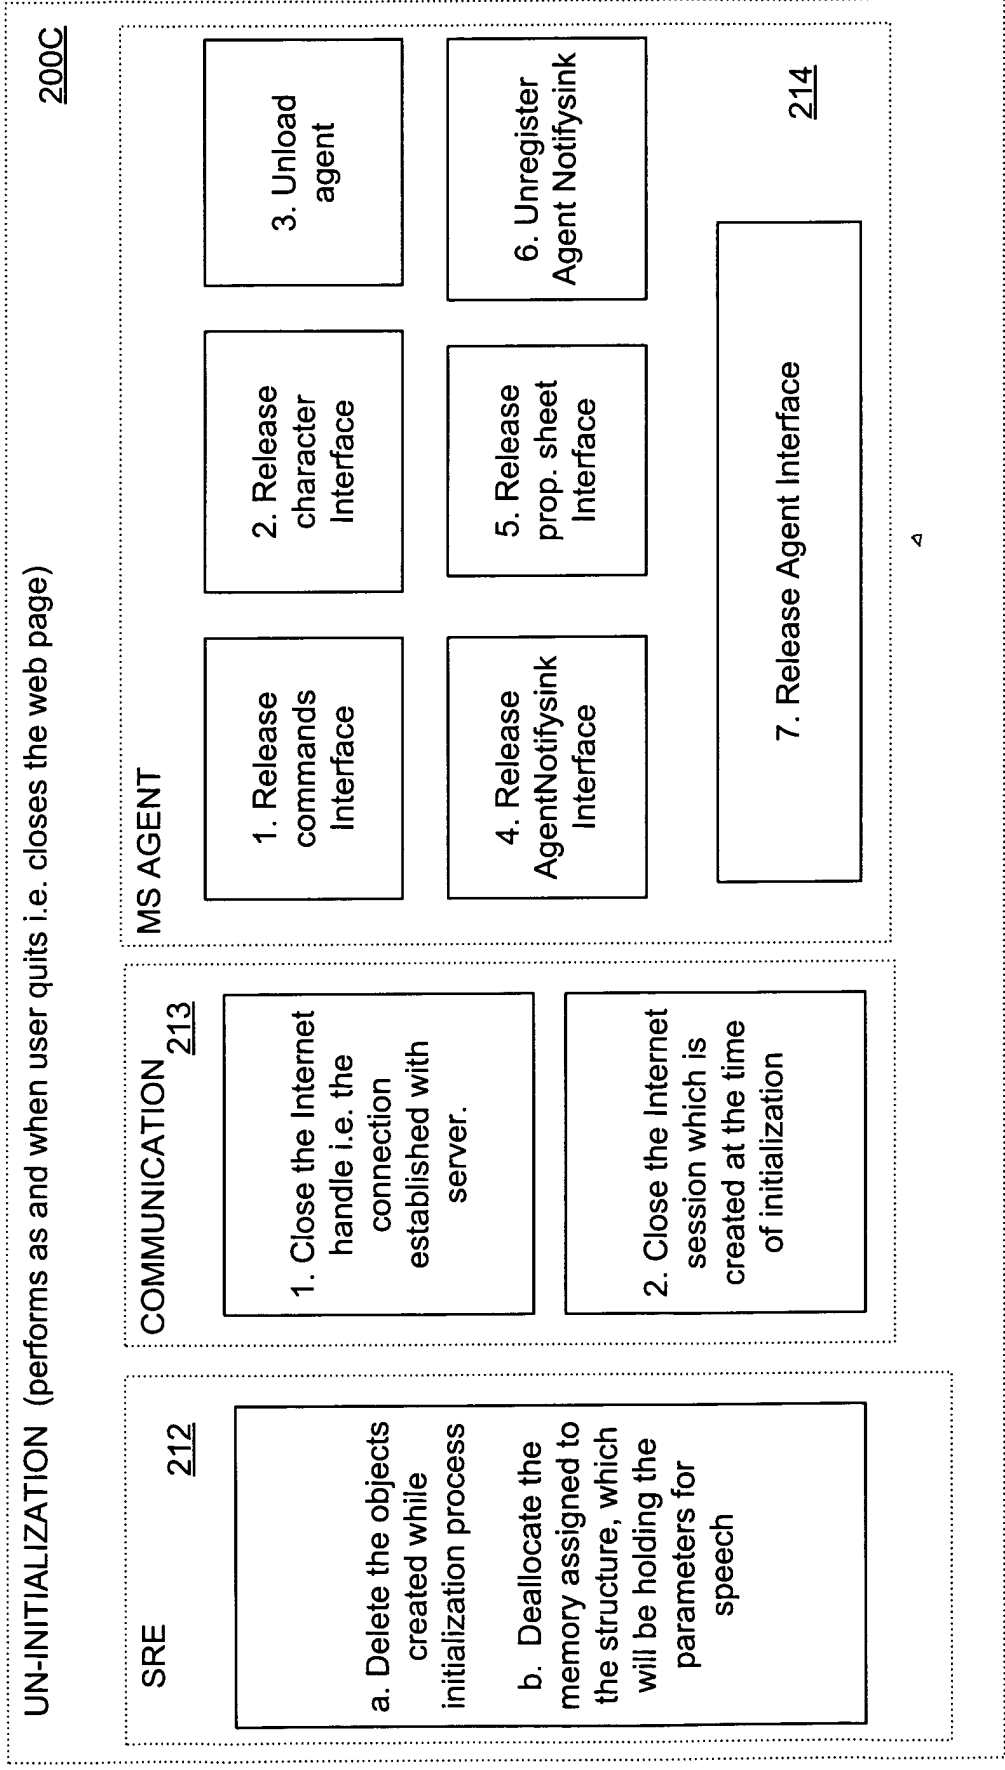 UN-INITIALIZATION (performs as and when user quits i.e. closes the web page)
200C
SRE
212
a. Delete the objects
created while
initialization process
b. Deallocate the
memory assigned to
the structure, which
will be holding the
parameters for
speech
COMMUNICATION
213
1. Close the Internet
handle i.e. the
connection
established with
server.
2. Close the Internet
session which is
created at the time
of initialization
MS AGENT
1. Release
commands
Interface
2. Release
character
Interface
3. Unload
agent
4. Release
AgentNotifysink
Interface
5. Release
prop. sheet
Interface
6. Unregister
Agent Notifysink
7. Release Agent Interface
214